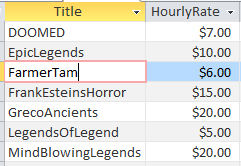 Title HourlyRate
DOOMED $7.00
EpicLegends $10.00
FarmerTam $6.00
FrankEsteinsHorror $15.00
GrecoAncients $20.00
LegendsOfLegend $5.00
MindBlowingLegends $20.00